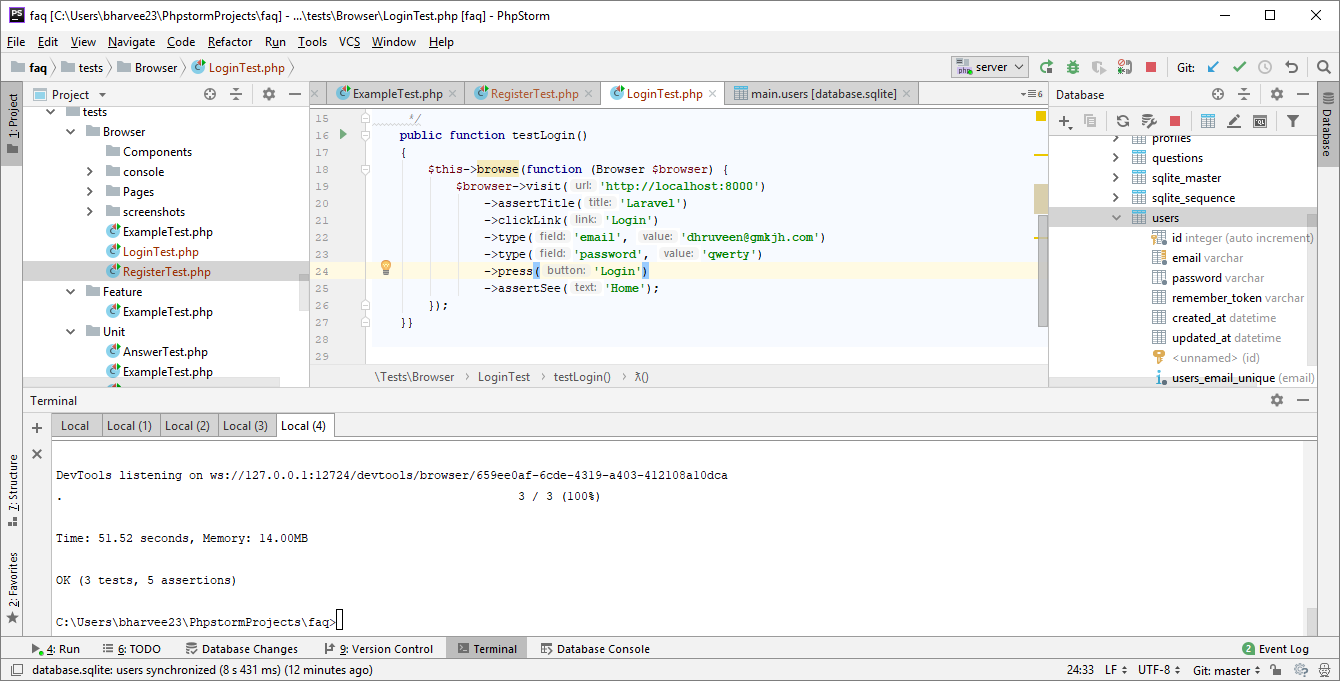 PS faq [C:\Users\bharvee23\PhpstormProjects\faq] - ...\tests\Browser\LoginTest.php [faq] - PhpStorm
File Edit View Navigate Code Refactor Run Tools VCS Window Help
faq tests Browser LoginTest.php server Git:
1: Project
Project
tests
Browser
Components
console
Pages
screenshots
ExampleTest.php
LoginTest.php
RegisterTest.php
Feature
ExampleTest.php
Unit
AnswerTest.php
ExampleTest.php
ExampleTest.php RegisterTest.php LoginTest.php main.users [database.sqlite] 6
15 */
16 public function testLogin()
17 {
18 $this->browse(function (Browser $browser) {
19 $browser->visit( url: 'http://localhost:8000')
20 ->assertTitle( title: 'Laravel')
21 ->clickLink( link: 'Login')
22 ->type( field: 'email', value: 'dhruveen@gmkjh.com')
23 ->type( field: 'password', value: 'qwerty')
24 ->press( button: 'Login')
25 ->assertSee( text: 'Home');
26 });
27 }}
28
29
\Tests\Browser LoginTest testLogin() λ()
Database
profiles
questions
sqlite_master
sqlite_sequence
users
id integer (auto increment)
email varchar
password varchar
remember_token varchar
created_at datetime
updated_at datetime
<unnamed> (id)
users_email_unique (email)
Database
Terminal
Local Local (1) Local (2) Local (3) Local (4)
DevTools listening on ws://127.0.0.1:12724/devtools/browser/659ee0af-6cde-4319-a403-412108a10dca
. 3 / 3 (100%)
Time: 51.52 seconds, Memory: 14.00MB
OK (3 tests, 5 assertions)
C:\Users\bharvee23\PhpstormProjects\faq>
7: Structure
2: Favorites
4: Run 6: TODO Database Changes 9: Version Control Terminal Database Console 2 Event Log
database.sqlite: users synchronized (8 s 431 ms) (12 minutes ago) 24:33 LF UTF-8 Git: master